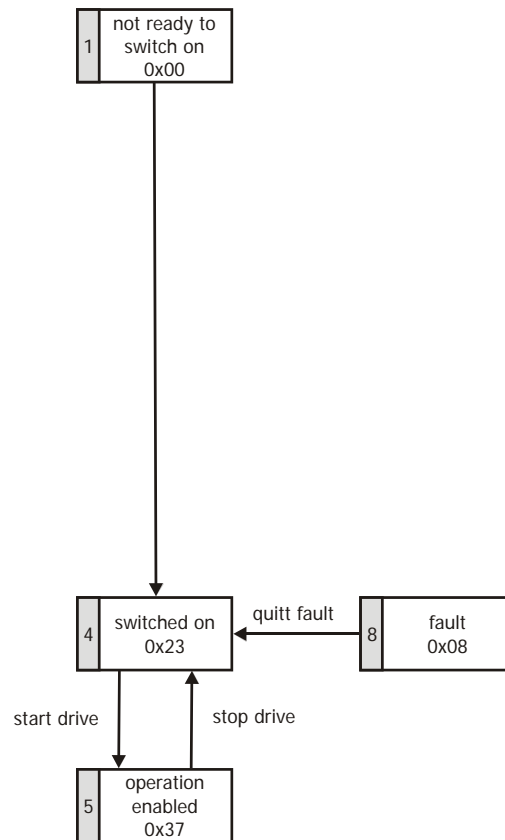 1
not ready to
switch on
0x00
4
switched on
0x23
quitt fault
8
fault
0x08
start drive
stop drive
5
operation
enabled
0x37